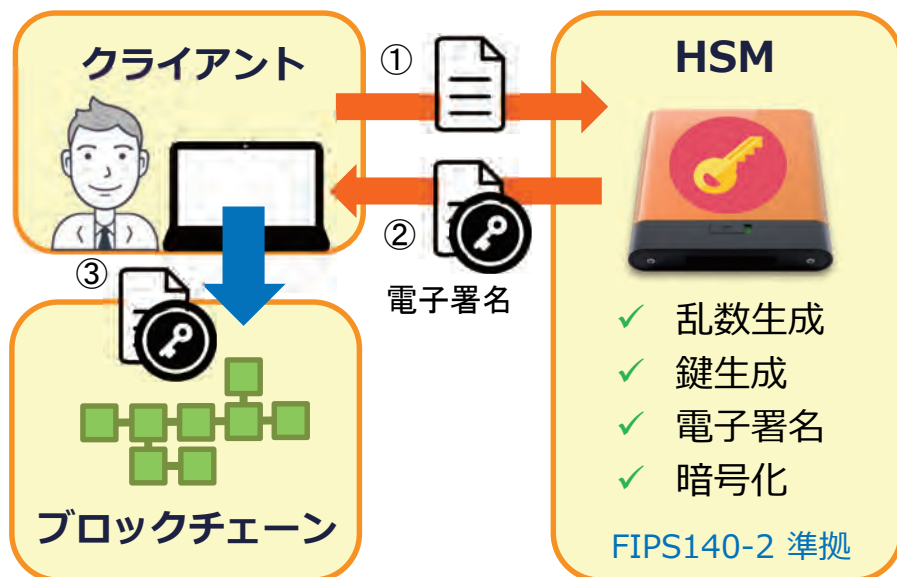 クライアント
①
HSM
②
電子署名
③
ブロックチェーン
✓ 乱数生成
✓ 鍵生成
✓ 電子署名
✓ 暗号化
FIPS140-2 準拠